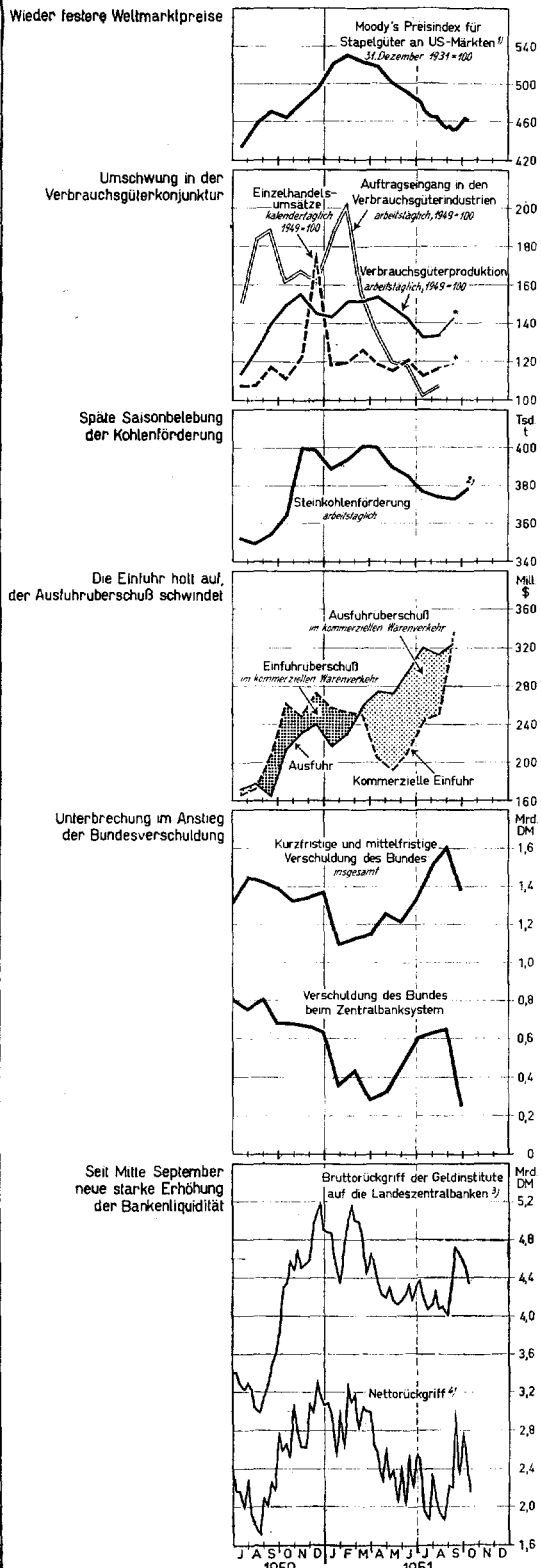 Wieder festere Weltmarktpreise
Moody's Preisindex für
Stapelgüter an US-Märkten 1)
31. Dezember 1931=100
540
500
460
420
Umschwung in der
Verbrauchsgüterkonjunktur
Einzelhandels-
umsätze
kalendertäglich
1949=100
Auftragseingang in den
Verbrauchsgüterindustrien
arbeitstäglich, 1949=100
Verbrauchsgüterproduktion
arbeitstäglich, 1949=100
200
180
160
140
120
100
Späte Saisonbelebung
der Kohlenförderung
Tsd
t
400
380
360
340
2)
Steinkohlenförderung
arbeitstäglich
Die Einfuhr holt auf,
der Ausfuhruberschuß schwindet
Mill
$
360
320
280
240
200
160
Ausfuhruberschuß
im kommerziellen Warenverkehr
Einfuhruberschuß
im kommerziellen Warenverkehr
Ausfuhr
Kommerzielle Einfuhr
Unterbrechung im Anstieg
der Bundesverschuldung
Mrd.
DM
Kurzfristige und mittelfristige
Verschuldung des Bundes
insgesamt
1,6
1,4
1,2
1,0
0,8
0,6
0,4
0,2
0
Verschuldung des Bundes
beim Zentralbanksystem
Seit Mitte September
neue starke Erhöhung
der Bankenliquidität
Bruttorückgriff der Geldinstitute
auf die Landeszentralbanken 3)
Mrd.
DM
5,2
4,8
4,4
4,0
3,6
3,2
2,8
2,4
2,0
1,6
Nettorückgriff 4)
J A S O N D J F M A M J J A S O N D
1950 1951